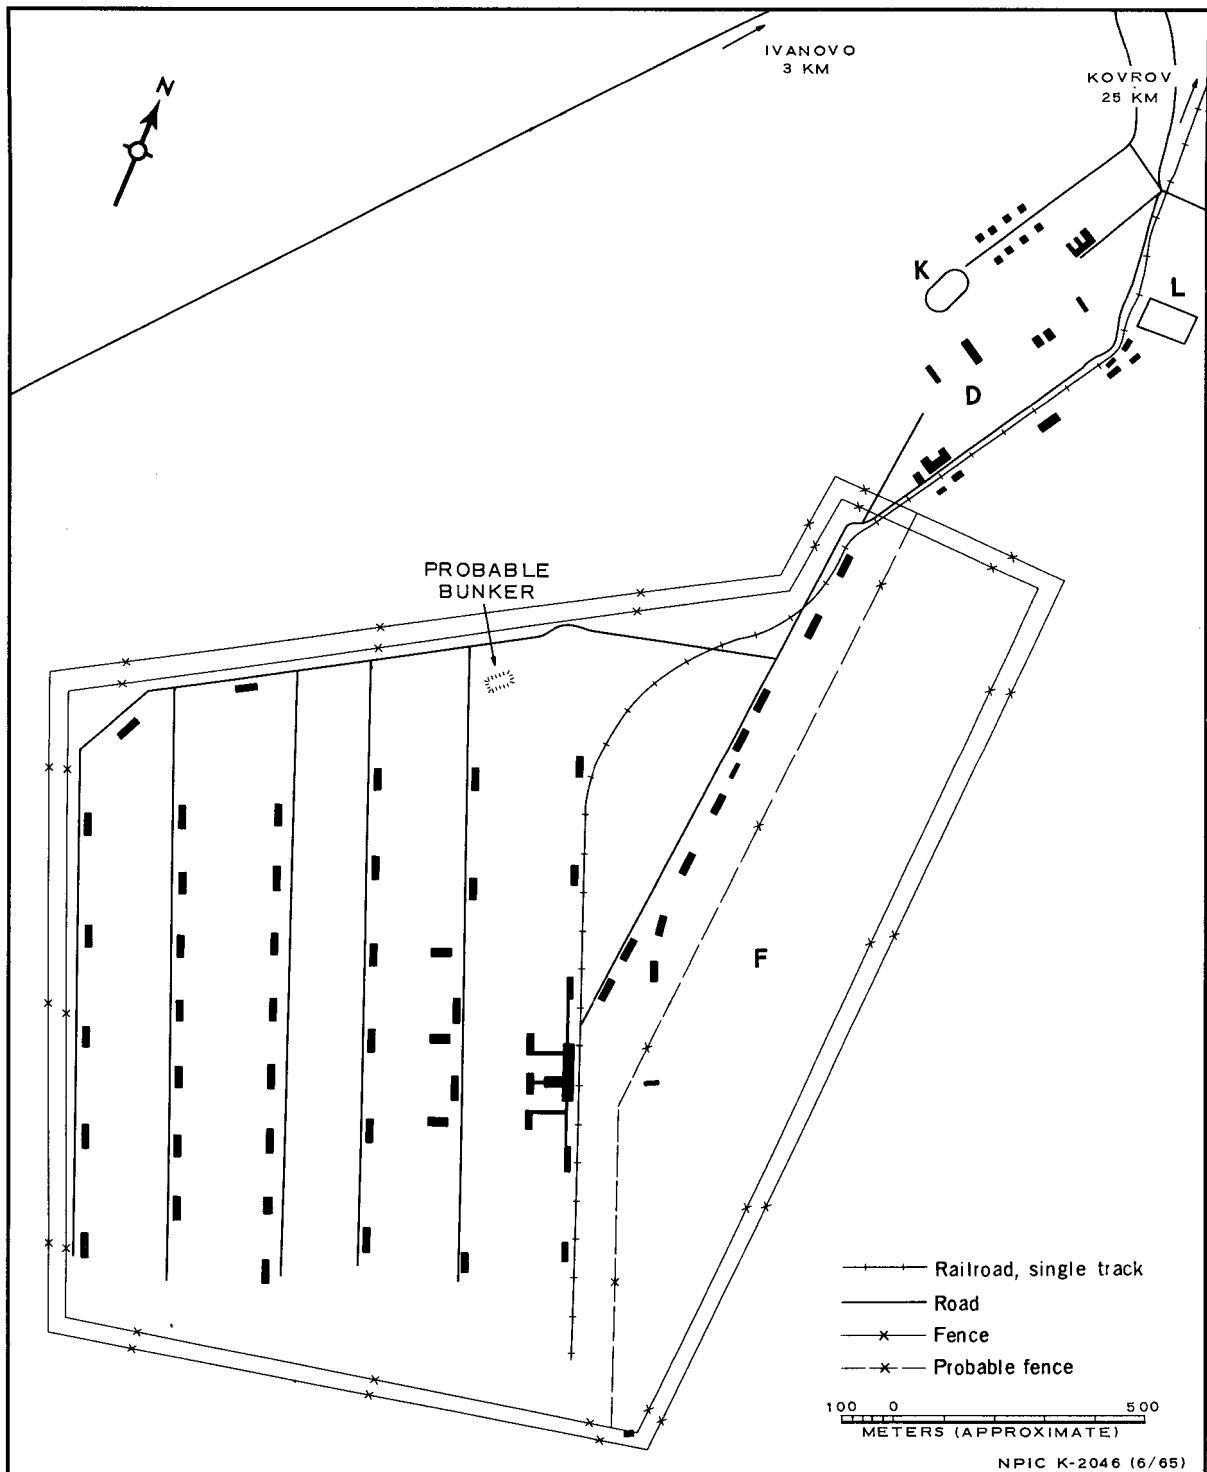 IVANOVO
3 KM
KOVROV
25 KM
N
K
L
D
PROBABLE
BUNKER
F
Railroad, single track
Road
Fence
Probable fence
100 0 500
METERS (APPROXIMATE)
NPIC K-2046 (6/65)